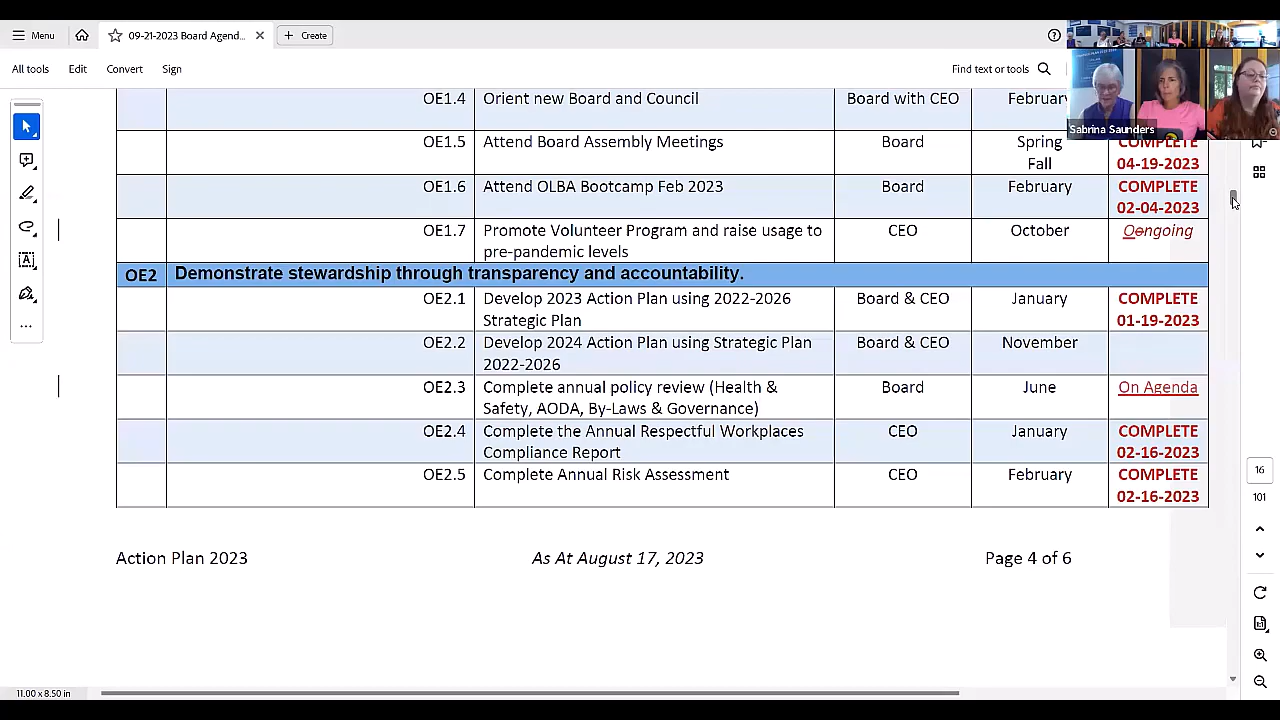 Menu
09-21-2023 Board Agend...
Create
All tools Edit Convert Sign
Find text or tools
Sabrina Saunders
OE1.4 Orient new Board and Council Board with CEO February
OE1.5 Attend Board Assembly Meetings Board Spring COMPLETE
Fall 04-19-2023
OE1.6 Attend OLBA Bootcamp Feb 2023 Board February COMPLETE
02-04-2023
OE1.7 Promote Volunteer Program and raise usage to CEO October Oengoing
pre-pandemic levels
OE2 Demonstrate stewardship through transparency and accountability.
OE2.1 Develop 2023 Action Plan using 2022-2026 Board & CEO January COMPLETE
Strategic Plan 01-19-2023
OE2.2 Develop 2024 Action Plan using Strategic Plan Board & CEO November
2022-2026
OE2.3 Complete annual policy review (Health & Board June On Agenda
Safety, AODA, By-Laws & Governance)
OE2.4 Complete the Annual Respectful Workplaces CEO January COMPLETE
Compliance Report 02-16-2023
OE2.5 Complete Annual Risk Assessment CEO February COMPLETE
02-16-2023
16
101
Action Plan 2023 As At August 17, 2023 Page 4 of 6
11.00 x 8.50 in